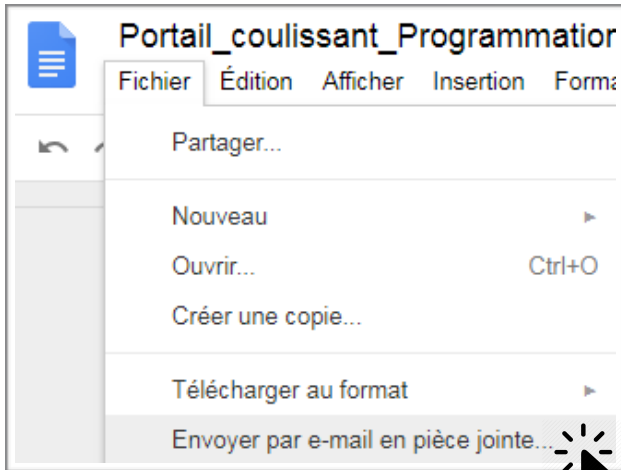 Portail_coulissant_Programmation
Fichier Édition Afficher Insertion Forma
Partager...
Nouveau
Ouvrir... Ctrl+O
Créer une copie...
Télécharger au format
Envoyer par e-mail en pièce jointe...